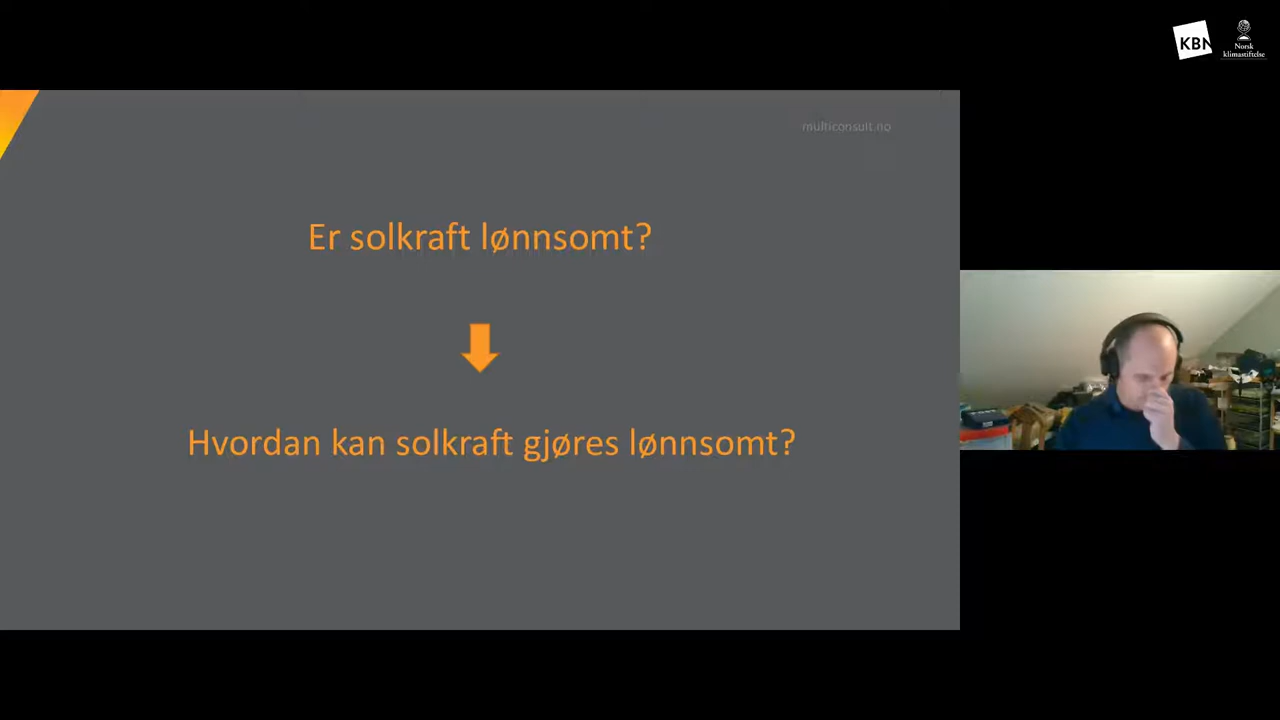 KBN
Norsk
klimastiftelse
multiconsult.no
Er solkraft lønnsomt?
Hvordan kan solkraft gjøres lønnsomt?